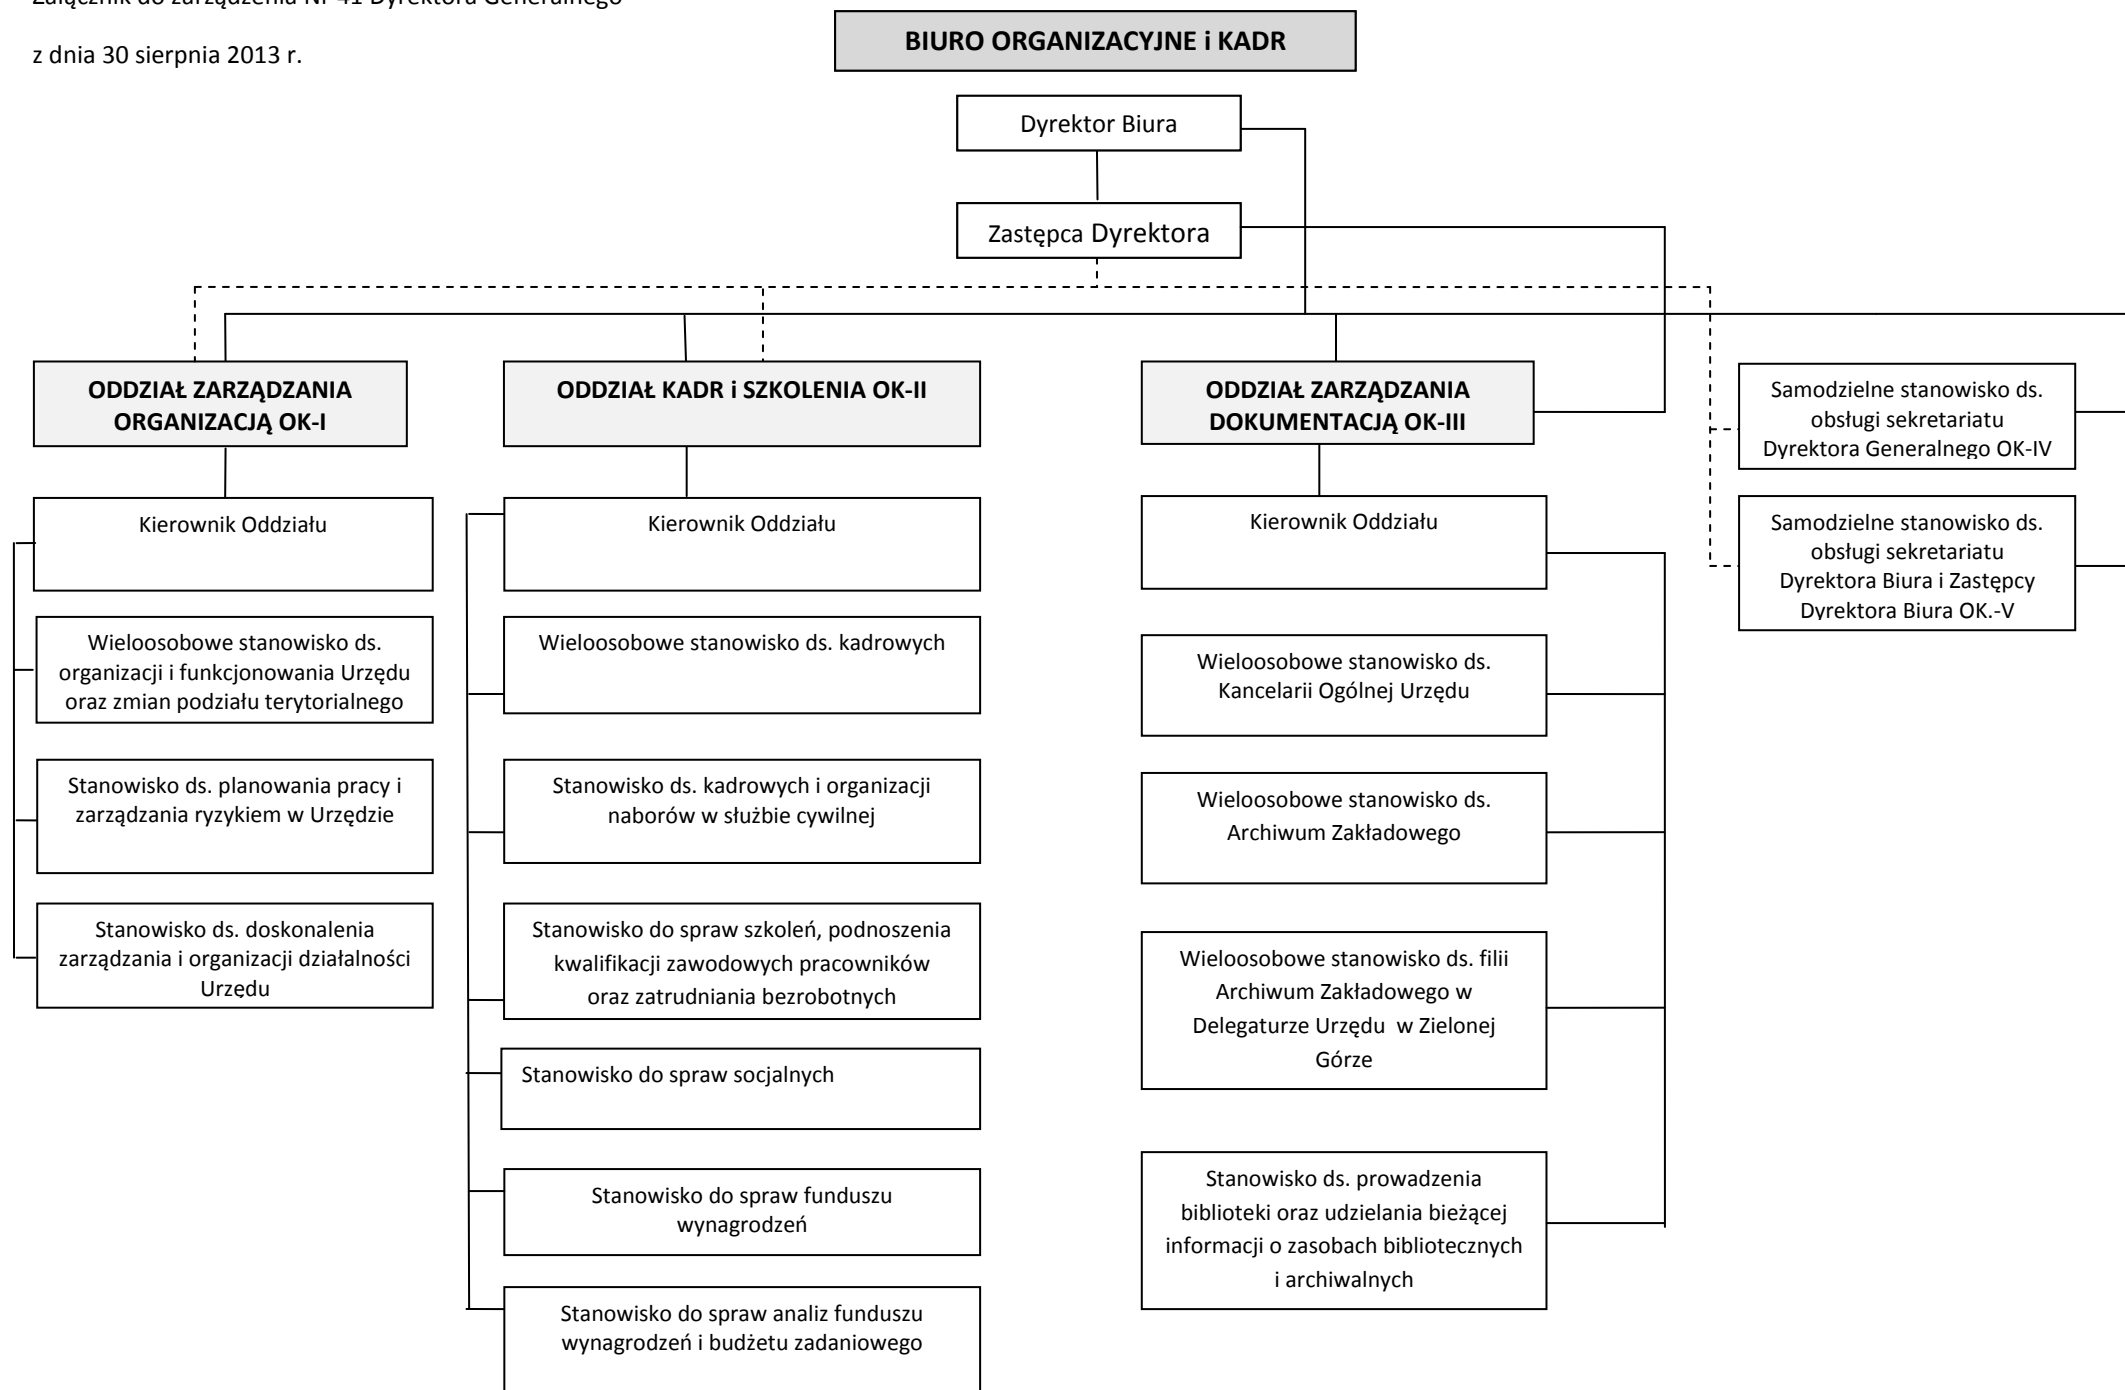 Załącznik do zarządzenia Nr 41 Dyrektora Generalnego
z dnia 30 sierpnia 2013 r.
BIURO ORGANIZACYJNE i KADR
Dyrektor Biura
Zastępca Dyrektora
ODDZIAŁ ZARZĄDZANIA
ORGANIZACJĄ OK-I
Kierownik Oddziału
Wieloosobowe stanowisko ds.
organizacji i funkcjonowania Urzędu
oraz zmian podziału terytorialnego
Stanowisko ds. planowania pracy i
zarządzania ryzykiem w Urzędzie
Stanowisko ds. doskonalenia
zarządzania i organizacji działalności
Urzędu
ODDZIAŁ KADR i SZKOLENIA OK-II
Kierownik Oddziału
Wieloosobowe stanowisko ds. kadrowych
Stanowisko ds. kadrowych i organizacji
naborów w służbie cywilnej
Stanowisko do spraw szkoleń, podnoszenia
kwalifikacji zawodowych pracowników
oraz zatrudniania bezrobotnych
Stanowisko do spraw socjalnych
Stanowisko do spraw funduszu
wynagrodzeń
Stanowisko do spraw analiz funduszu
wynagrodzeń i budżetu zadaniowego
ODDZIAŁ ZARZĄDZANIA
DOKUMENTACJĄ OK-III
Kierownik Oddziału
Wieloosobowe stanowisko ds.
Kancelarii Ogólnej Urzędu
Wieloosobowe stanowisko ds.
Archiwum Zakładowego
Wieloosobowe stanowisko ds. filii
Archiwum Zakładowego w
Delegaturze Urzędu w Zielonej
Górze
Stanowisko ds. prowadzenia
biblioteki oraz udzielania bieżącej
informacji o zasobach bibliotecznych
i archiwalnych
Samodzielne stanowisko ds.
obsługi sekretariatu
Dyrektora Generalnego OK-IV
Samodzielne stanowisko ds.
obsługi sekretariatu
Dyrektora Biura i Zastępcy
Dyrektora Biura OK.-V